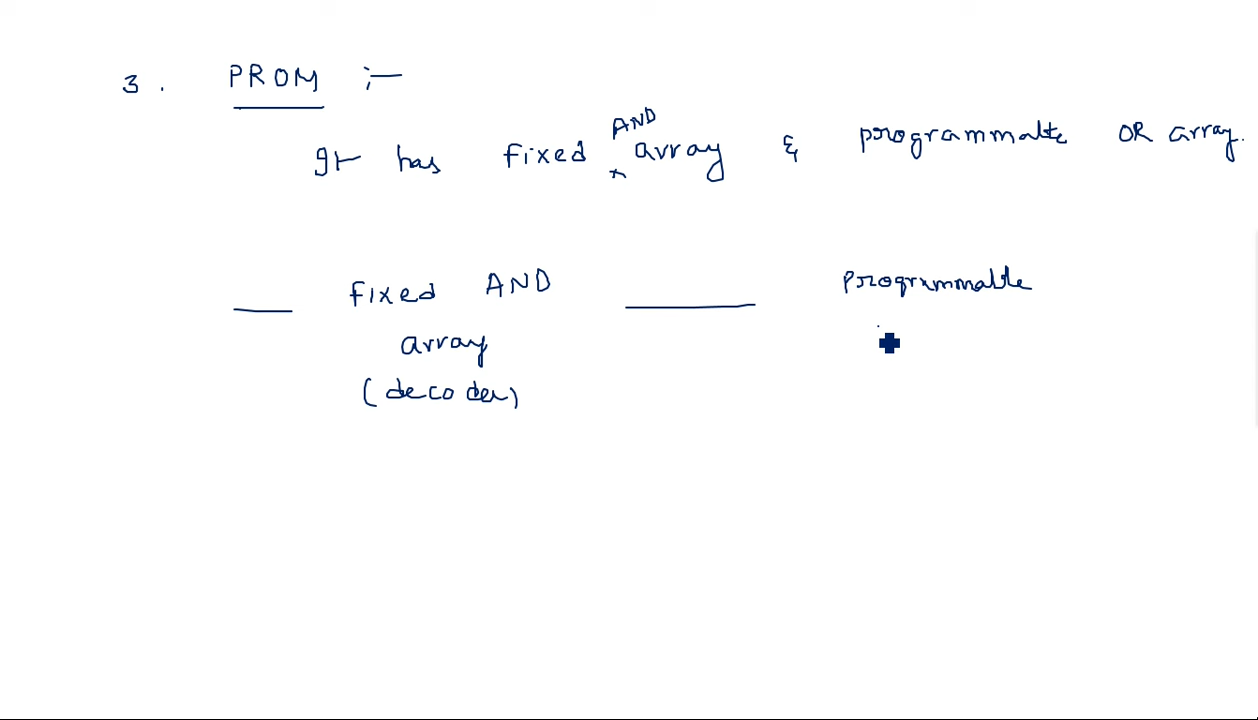 3. PROM :-
It has fixed AND array & programmable OR array.
fixed AND programmable
array
(decoder)